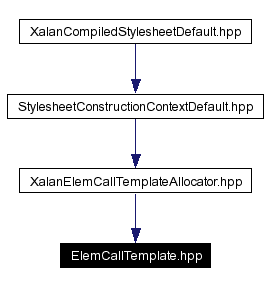 XalanCompiledStylesheetDefault.hpp
StylesheetConstructionContextDefault.hpp
XalanElemCallTemplateAllocator.hpp
ElemCallTemplate.hpp